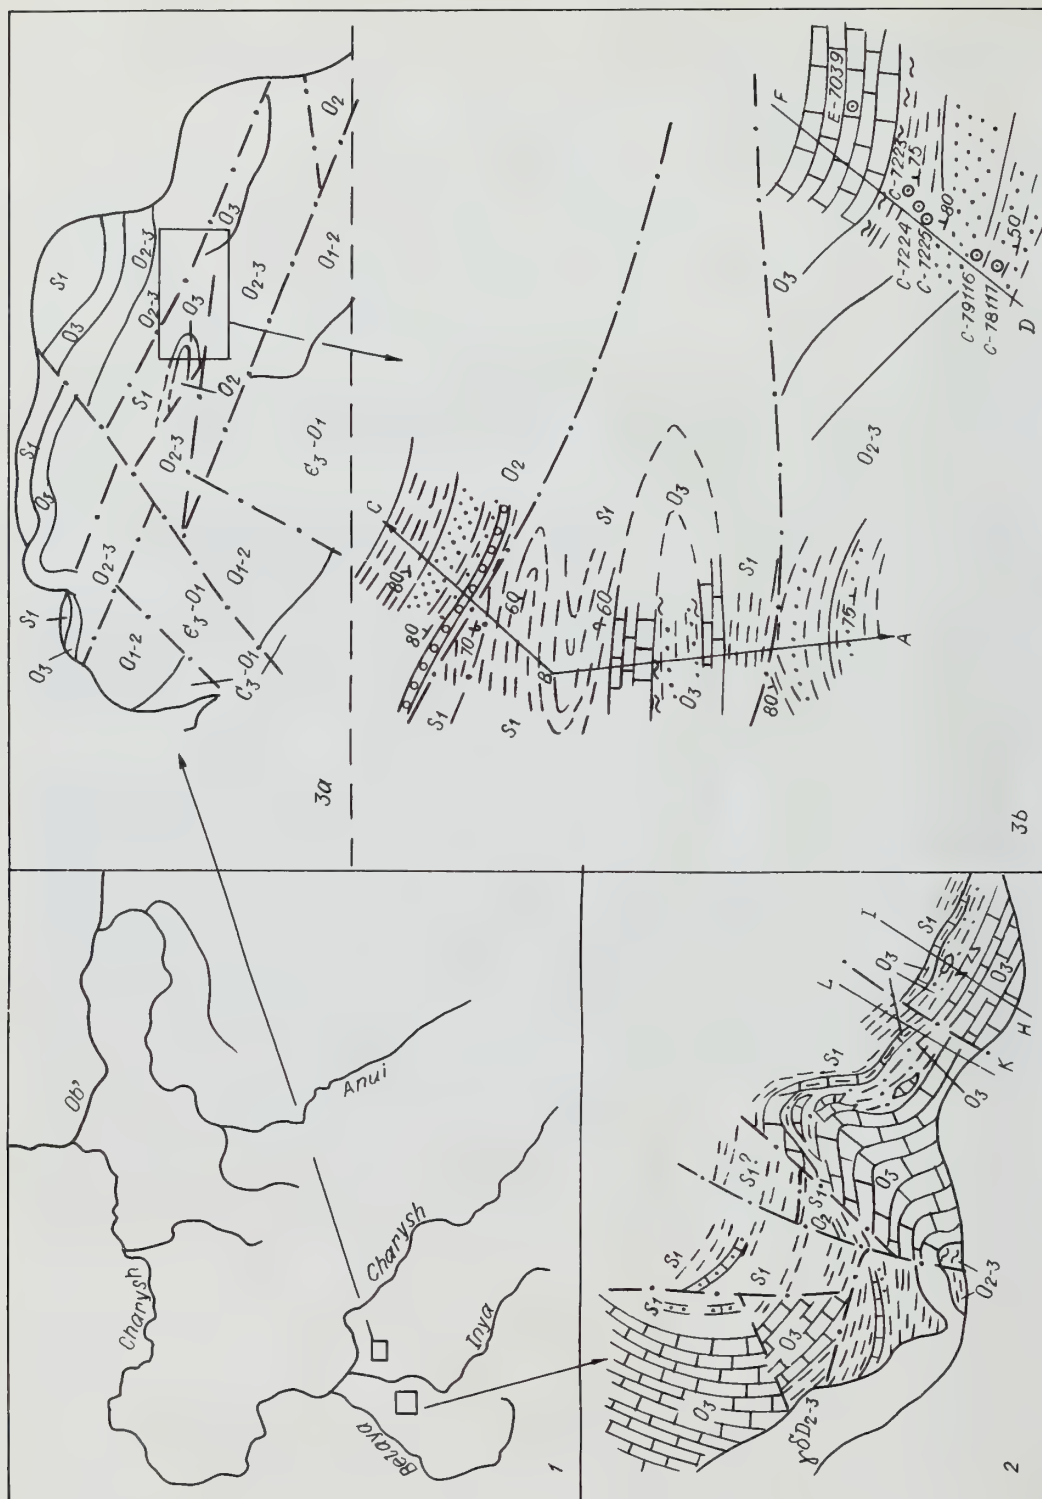 Ob'
Charysh
Anui
Charysh
Inya
Belaya
1
S1
S1
S1
O3
O3
O3
O2-3
O2-3
O3
O3
S1
O2
O2-3
O2-3
O2-3
O1-2
O2
O1-2
Є3-O1
O1-2
Є3-O1
Є3-O1
3a
C
80
80
70
60
S1
S1
O2
B
60
S1
O3
O3
S1
80
75
A
O2-3
O3
F
E-7039
C-7223
C-7224
C-7225
75
80
C-79116
C-78117
50
D
3b
S1
S1
S1
S1?
S1
S1
S1
O2
O3
O3
O3
O3
O3
O3
O2-3
γδD2-3
L
I
K
H
2